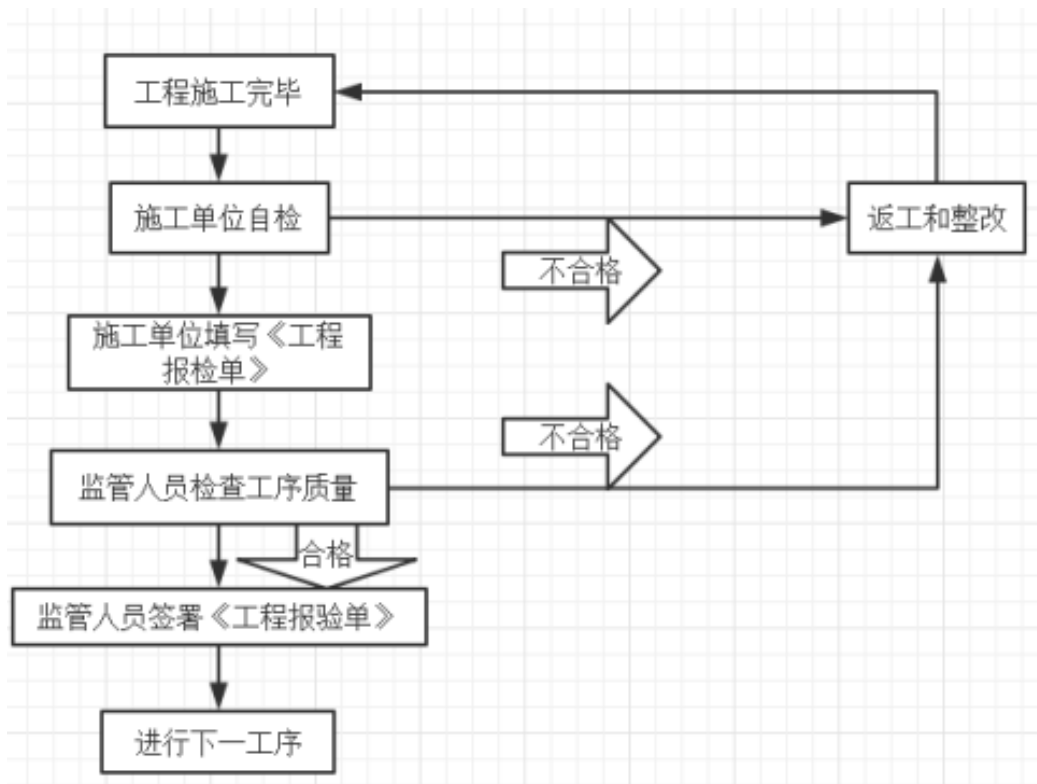 工程施工完毕
施工单位自检
返工和整改
不合格
施工单位填写《工程
报检单》
不合格
监管人员检查工序质量
合格
监管人员签署《工程报验单》
进行下一工序